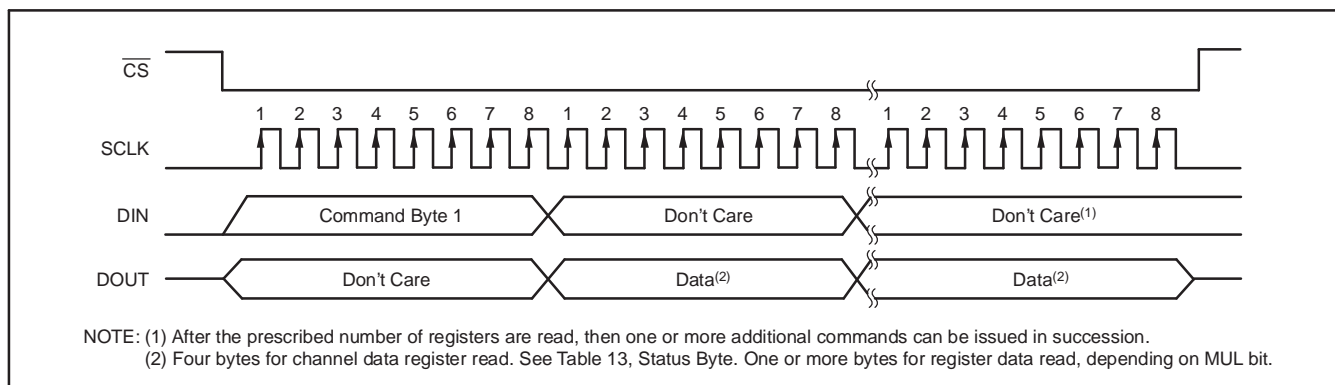 CS
1 2 3 4 5 6 7 8 1 2 3 4 5 6 7 8 1 2 3 4 5 6 7 8
SCLK
DIN Command Byte 1 Don't Care Don't Care(1)
DOUT Don't Care Data(2) Data(2)
NOTE: (1) After the prescribed number of registers are read, then one or more additional commands can be issued in succession.
(2) Four bytes for channel data register read. See Table 13, Status Byte. One or more bytes for register data read, depending on MUL bit.